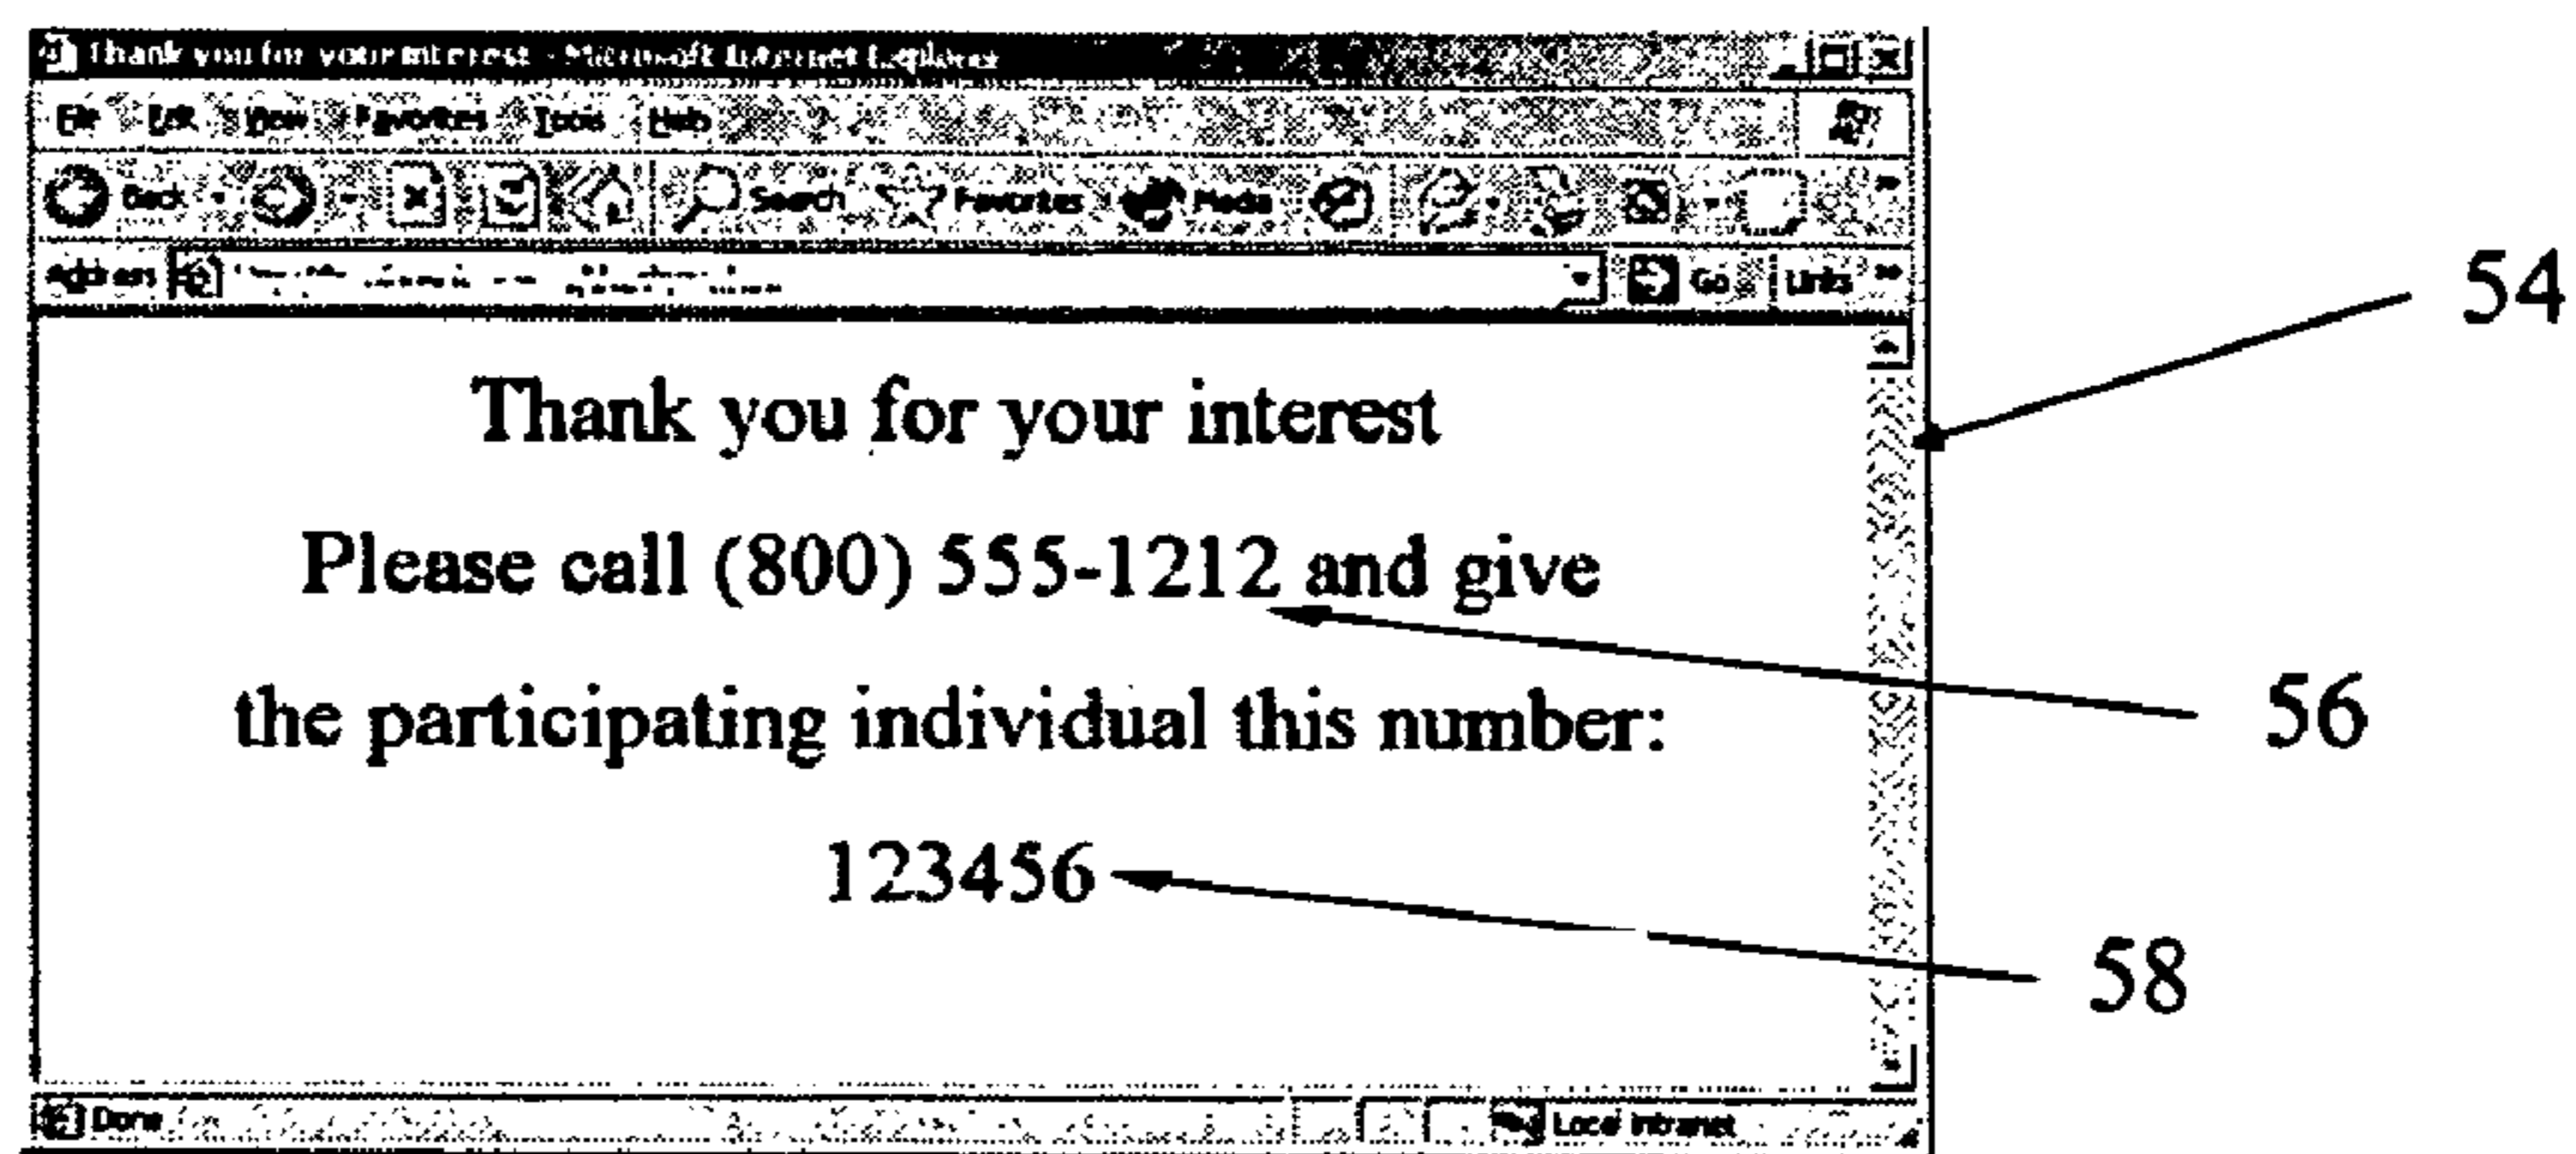 Thank you for your interest - Microsoft Internet Explorer
File Edit View Favorites Tools Help
Back Search Favorites Media
Address Go Links
54
Thank you for your interest
Please call (800) 555-1212 and give
56
the participating individual this number:
123456
58
Done Local intranet